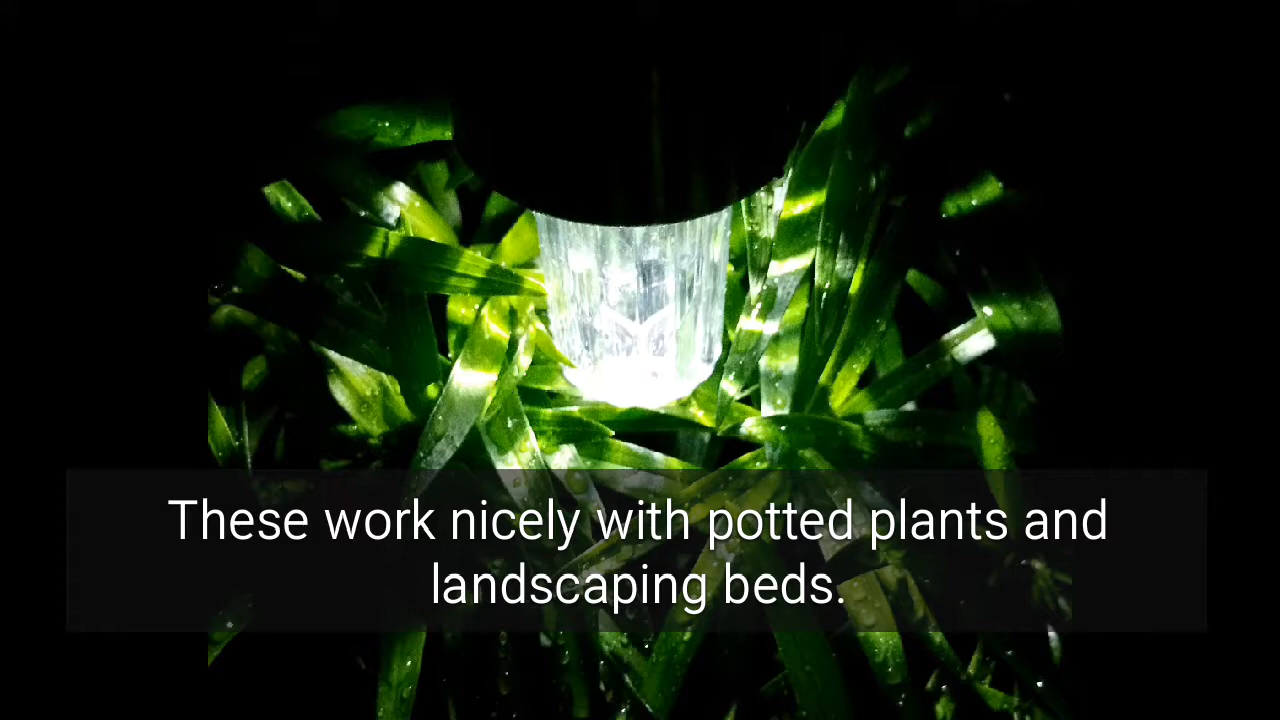 These work nicely with potted plants and
landscaping beds.